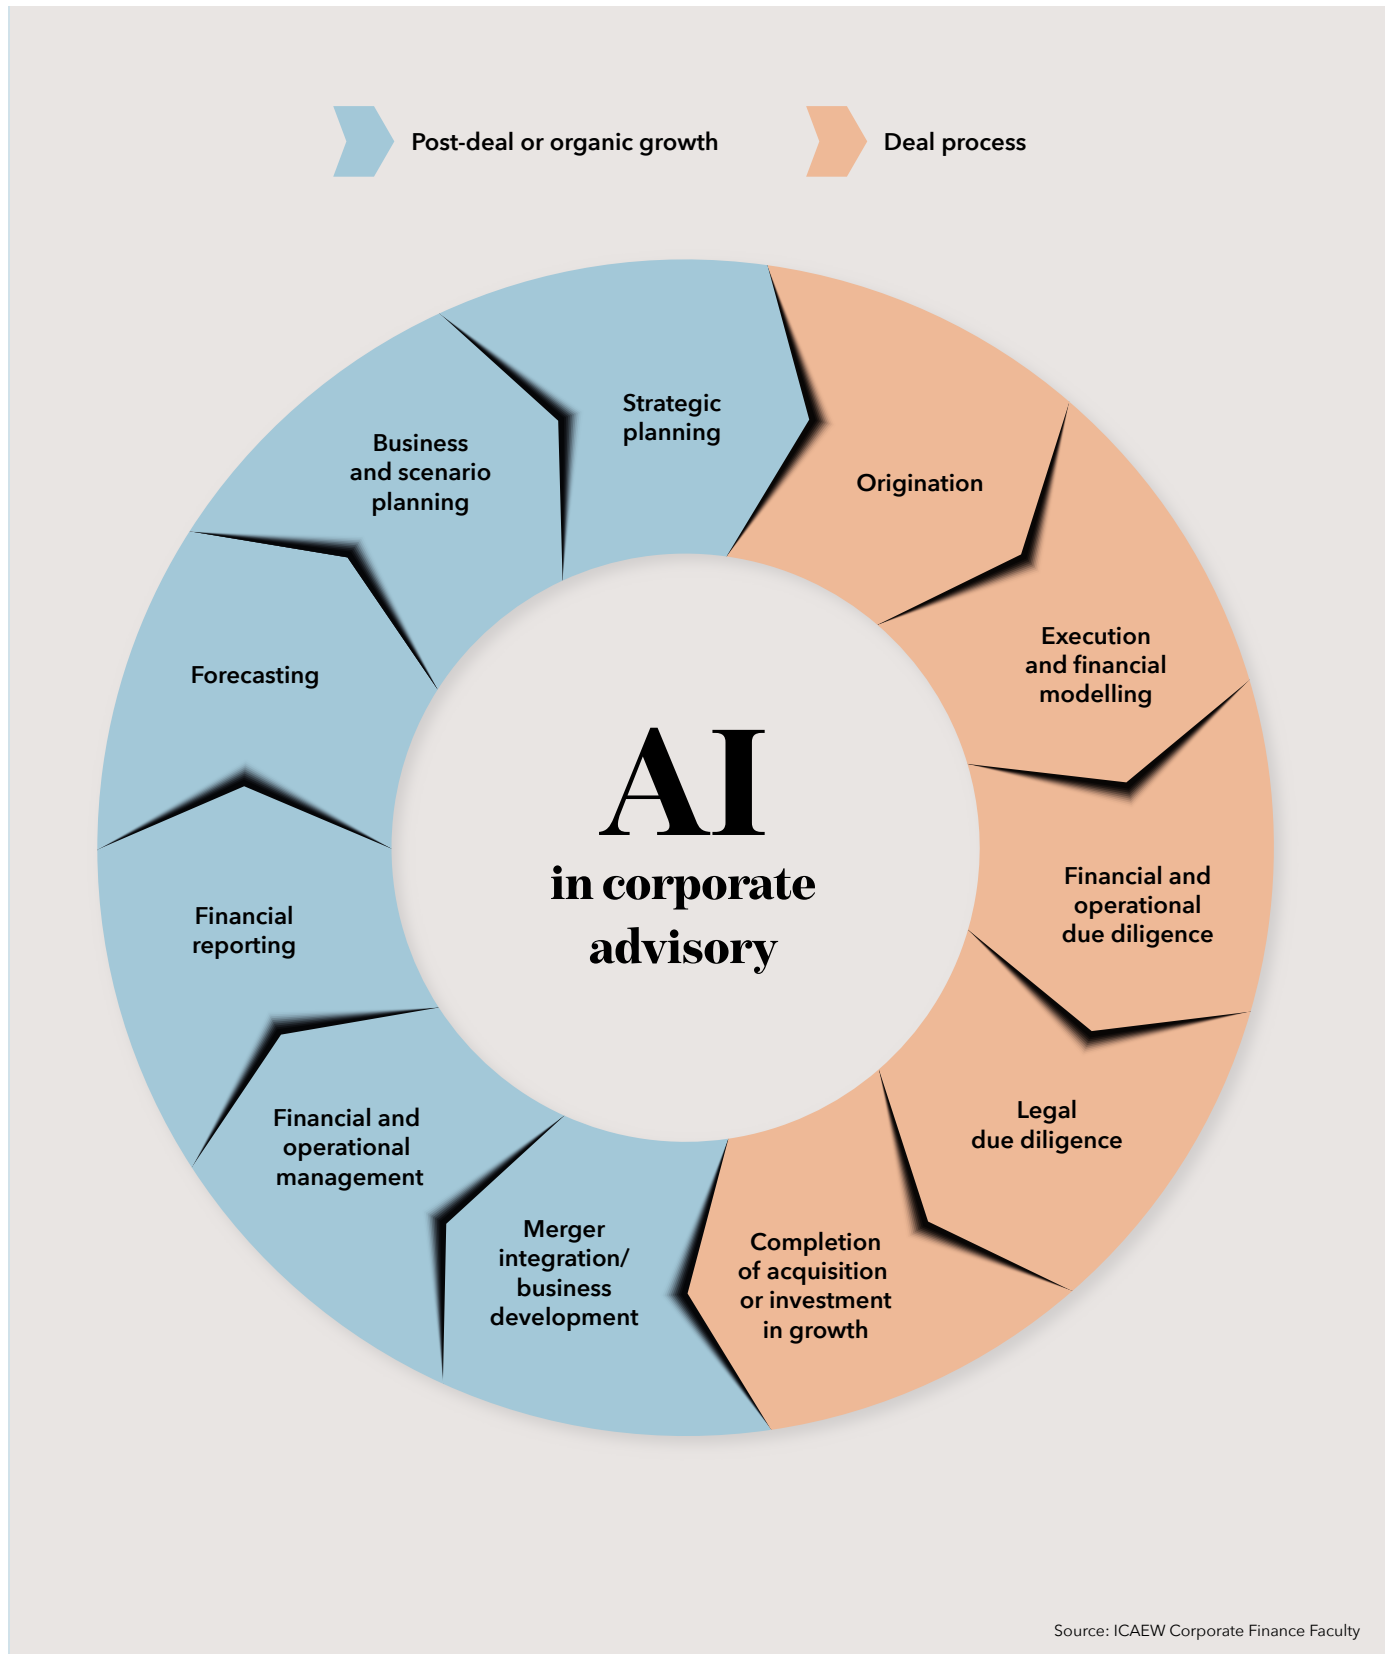 Post-deal or organic growth
Deal process
Strategic
planning
Origination
Execution
and financial
modelling
Financial and
operational
due diligence
Legal
due diligence
Completion
of acquisition
or investment
in growth
Merger
integration/
business
development
Financial and
operational
management
Financial
reporting
Forecasting
Business
and scenario
planning
AI
in corporate
advisory
Source: ICAEW Corporate Finance Faculty